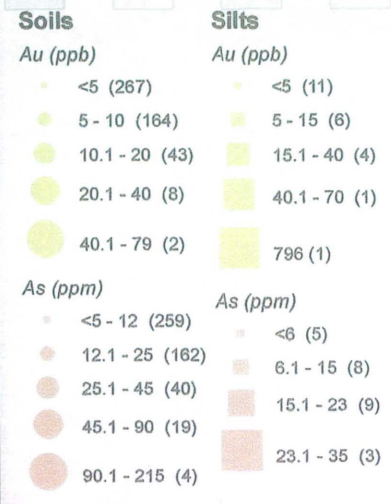 Soils
Au (ppb)
<5 (267)
5 - 10 (164)
10.1 - 20 (43)
20.1 - 40 (8)
40.1 - 79 (2)
As (ppm)
<5 - 12 (259)
12.1 - 25 (162)
25.1 - 45 (40)
45.1 - 90 (19)
90.1 - 215 (4)
Silts
Au (ppb)
<5 (11)
5 - 15 (6)
15.1 - 40 (4)
40.1 - 70 (1)
796 (1)
As (ppm)
<6 (5)
6.1 - 15 (8)
15.1 - 23 (9)
23.1 - 35 (3)